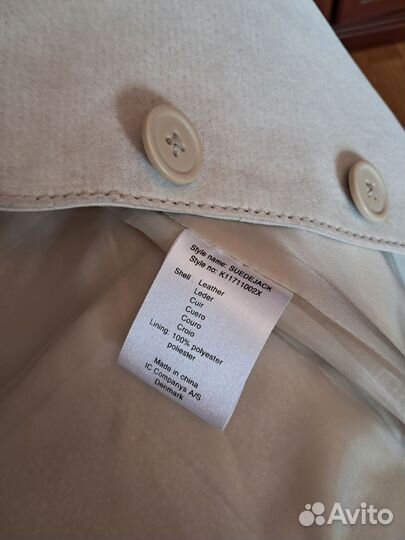 Style name: SUEDEJACK
Style no: K11711002X
Shell : Leather
Leder
Cuir
Cuero
Couro
Croio
Lining: 100% polyester
poliester
Made in china
IC Companys A/S
Denmark
Avito